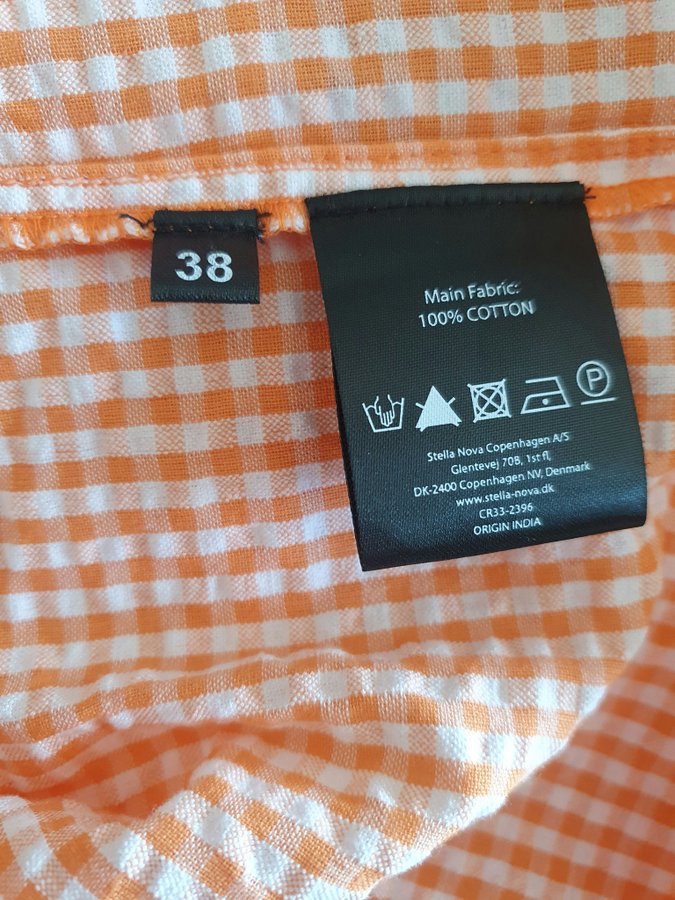 38
Main Fabric:
100% COTTON
P
Stella Nova Copenhagen A/S
Glentevej 70B, 1st fl,
DK-2400 Copenhagen NV, Denmark
www.stella-nova.dk
CR33-2396
ORIGIN INDIA